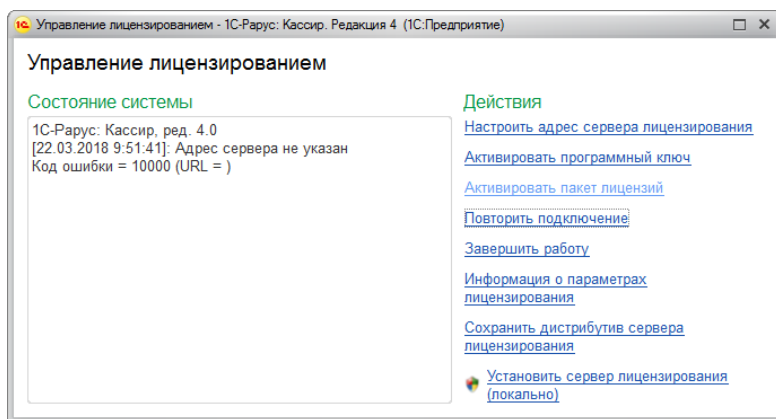 Управление лицензированием - 1С-Рарус: Кассир. Редакция 4 (1С:Предприятие)
Управление лицензированием
Состояние системы
1С-Рарус: Кассир, ред. 4.0
[22.03.2018 9:51:41]: Адрес сервера не указан
Код ошибки = 10000 (URL = )
Действия
Настроить адрес сервера лицензирования
Активировать программный ключ
Активировать пакет лицензий
Повторить подключение
Завершить работу
Информация о параметрах
лицензирования
Сохранить дистрибутив сервера
лицензирования
Установить сервер лицензирования
(локально)